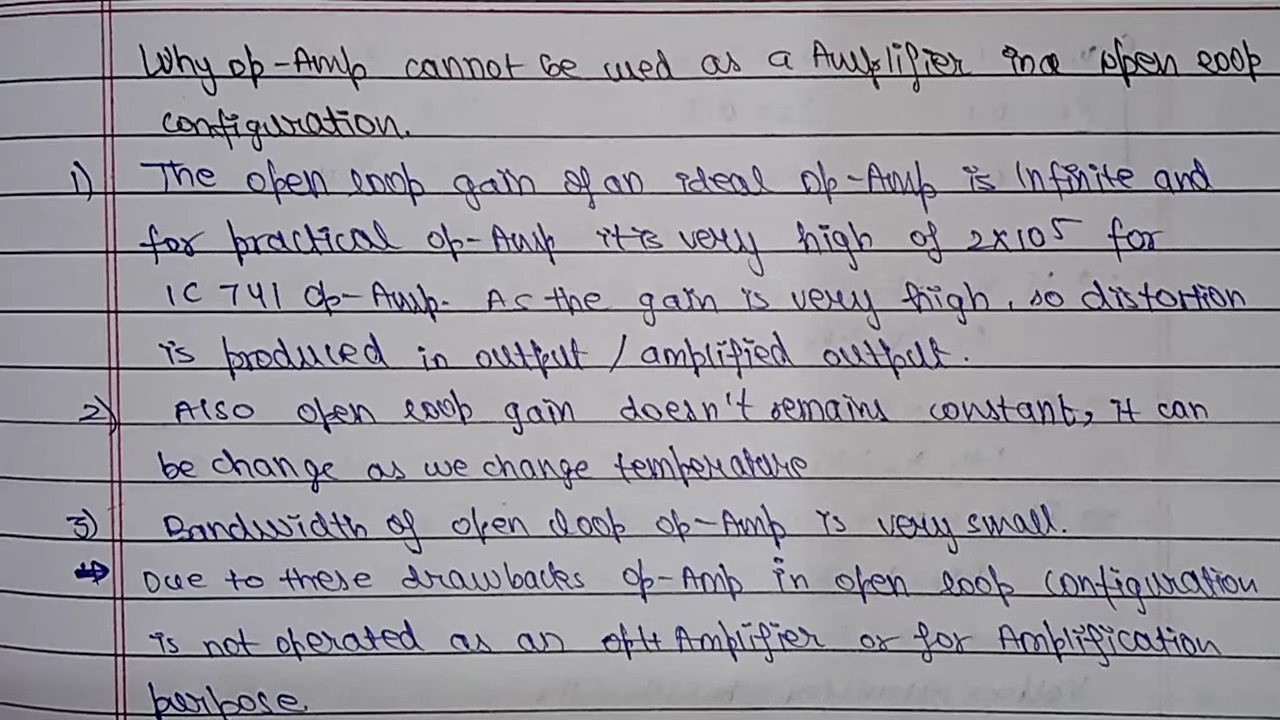 Why op-Amp cannot be used as a Amplifier in a open loop
configuration.
1) The open loop gain of an ideal op-Amp is Infinite and
for practical op-Amp it is very high of 2x10⁵ for
IC 741 op-Amp. As the gain is very high, so distortion
is produced in output / amplified output.
2) Also open loop gain doesn't remains constant, it can
be change as we change temperature
3) Bandwidth of open loop op-Amp is very small.
⇒ Due to these drawbacks op-Amp in open loop configuration
is not operated as an Amplifier or for Amplification
purpose.